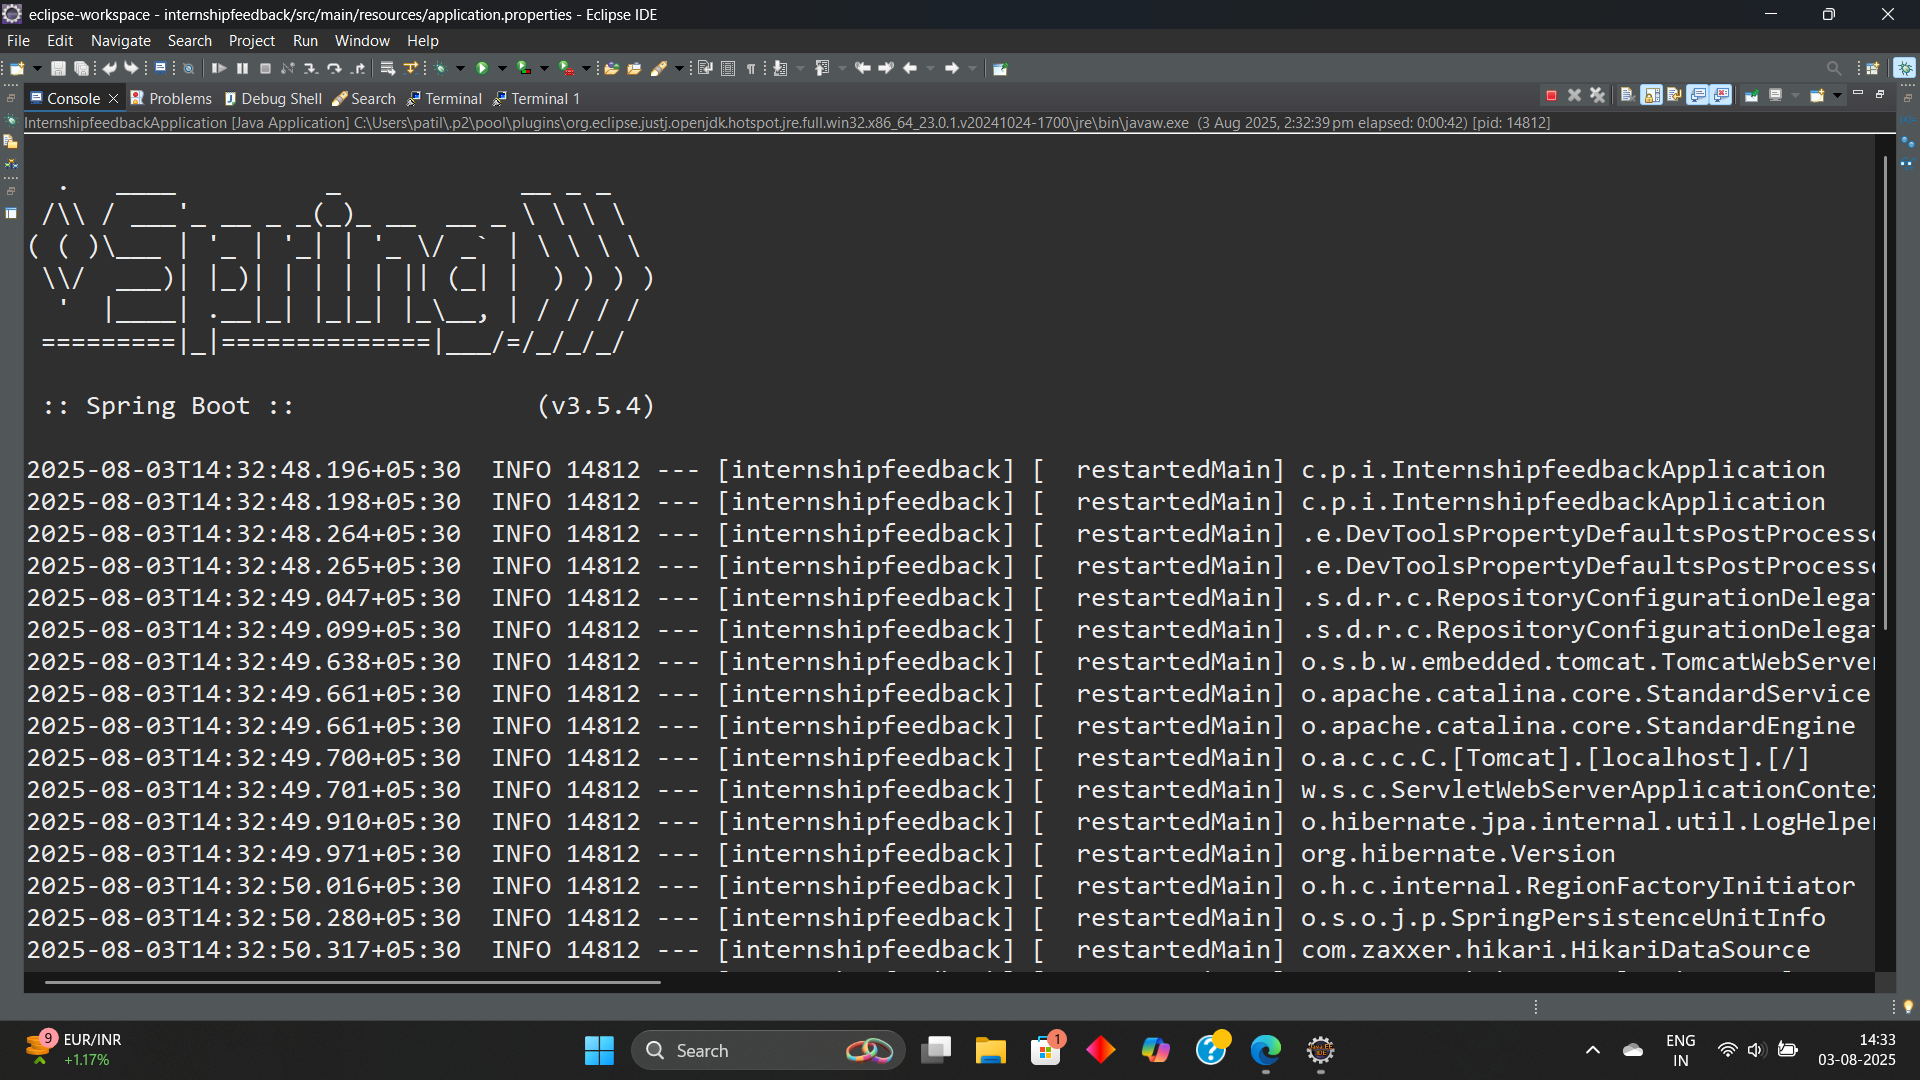 eclipse-workspace - internshipfeedback/src/main/resources/application.properties - Eclipse IDE
File Edit Navigate Search Project Run Window Help
Console Problems Debug Shell Search Terminal Terminal 1
InternshipfeedbackApplication [Java Application] C:\Users\patil\.p2\pool\plugins\org.eclipse.justj.openjdk.hotspot.jre.full.win32.x86_64_23.0.1.v20241024-1700\jre\bin\javaw.exe (3 Aug 2025, 2:32:39 pm elapsed: 0:00:42) [pid: 14812]
  .   ____          _            __ _ _
 /\\ / ___'_ __ _ _(_)_ __  __ _ \ \ \ \
( ( )\___ | '_ | '_| | '_ \/ _` | \ \ \ \
 \\/  ___)| |_)| | | | | || (_| |  ) ) ) )
  '  |____| .__|_| |_|_| |_\__, | / / / /
 =========|_|==============|___/=/_/_/_/
:: Spring Boot :: (v3.5.4)
2025-08-03T14:32:48.196+05:30 INFO 14812 --- [internshipfeedback] [ restartedMain] c.p.i.InternshipfeedbackApplication
2025-08-03T14:32:48.198+05:30 INFO 14812 --- [internshipfeedback] [ restartedMain] c.p.i.InternshipfeedbackApplication
2025-08-03T14:32:48.264+05:30 INFO 14812 --- [internshipfeedback] [ restartedMain] .e.DevToolsPropertyDefaultsPostProcesso
2025-08-03T14:32:48.265+05:30 INFO 14812 --- [internshipfeedback] [ restartedMain] .e.DevToolsPropertyDefaultsPostProcesso
2025-08-03T14:32:49.047+05:30 INFO 14812 --- [internshipfeedback] [ restartedMain] .s.d.r.c.RepositoryConfigurationDelegat
2025-08-03T14:32:49.099+05:30 INFO 14812 --- [internshipfeedback] [ restartedMain] .s.d.r.c.RepositoryConfigurationDelegat
2025-08-03T14:32:49.638+05:30 INFO 14812 --- [internshipfeedback] [ restartedMain] o.s.b.w.embedded.tomcat.TomcatWebServer
2025-08-03T14:32:49.661+05:30 INFO 14812 --- [internshipfeedback] [ restartedMain] o.apache.catalina.core.StandardService
2025-08-03T14:32:49.661+05:30 INFO 14812 --- [internshipfeedback] [ restartedMain] o.apache.catalina.core.StandardEngine
2025-08-03T14:32:49.700+05:30 INFO 14812 --- [internshipfeedback] [ restartedMain] o.a.c.c.C.[Tomcat].[localhost].[/]
2025-08-03T14:32:49.701+05:30 INFO 14812 --- [internshipfeedback] [ restartedMain] w.s.c.ServletWebServerApplicationContex
2025-08-03T14:32:49.910+05:30 INFO 14812 --- [internshipfeedback] [ restartedMain] o.hibernate.jpa.internal.util.LogHelper
2025-08-03T14:32:49.971+05:30 INFO 14812 --- [internshipfeedback] [ restartedMain] org.hibernate.Version
2025-08-03T14:32:50.016+05:30 INFO 14812 --- [internshipfeedback] [ restartedMain] o.h.c.internal.RegionFactoryInitiator
2025-08-03T14:32:50.280+05:30 INFO 14812 --- [internshipfeedback] [ restartedMain] o.s.o.j.p.SpringPersistenceUnitInfo
2025-08-03T14:32:50.317+05:30 INFO 14812 --- [internshipfeedback] [ restartedMain] com.zaxxer.hikari.HikariDataSource
9
EUR/INR
+1.17%
Search
1
ENG
IN
14:33
03-08-2025